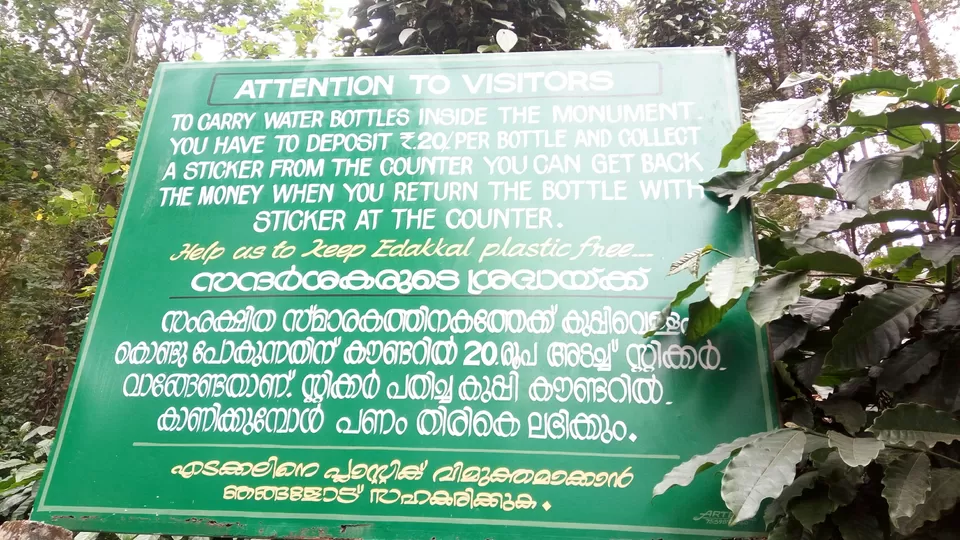 ATTENTION TO VISITORS
TO CARRY WATER BOTTLES INSIDE THE MONUMENT.
YOU HAVE TO DEPOSIT ₹.20/ PER BOTTLE AND COLLECT
A STICKER FROM THE COUNTER YOU CAN GET BACK
THE MONEY WHEN YOU RETURN THE BOTTLE WITH
STICKER AT THE COUNTER.
Help us to Keep Edakkal plastic free....
സന്ദർശകരുടെ ശ്രദ്ധയ്ക്ക്
സംരക്ഷിത സ്മാരകത്തിനകത്തേക്ക് കുപ്പിവെള്ളം
കൊണ്ടു പോകുന്നതിന് കൗണ്ടറിൽ 20 രൂപ അടച്ച് സ്റ്റിക്കർ.
വാങ്ങേണ്ടതാണ്. സ്റ്റിക്കർ പതിച്ച കുപ്പി കൗണ്ടറിൽ.
കാണിക്കുമ്പോൾ പണം തിരികെ ലഭിക്കും.
എടക്കലിനെ പ്ലാസ്റ്റിക് വിമുക്തമാക്കാൻ
ഞങ്ങളോട് സഹകരിക്കുക.